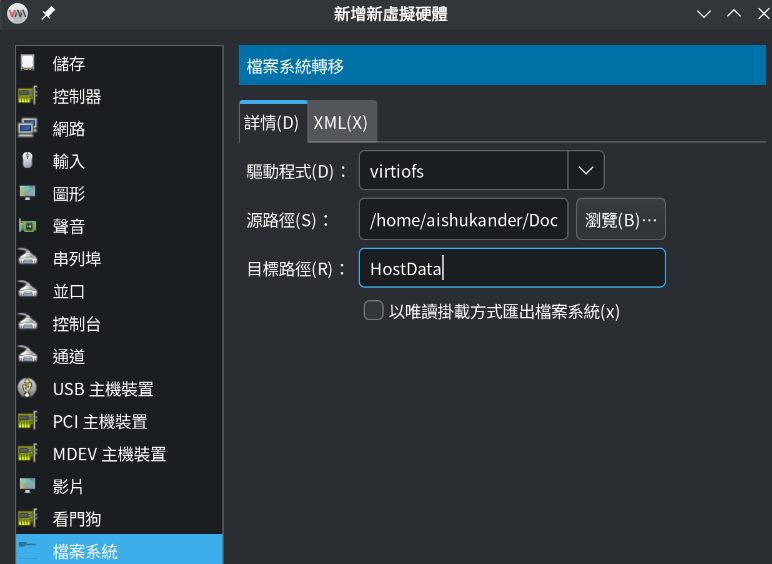 新增新虛擬硬體
儲存
控制器
網路
輸入
圖形
聲音
串列埠
並口
控制台
通道
USB 主機裝置
PCI 主機裝置
MDEV 主機裝置
影片
看門狗
檔案系統
檔案系統轉移
詳情(D) XML(X)
驅動程式(D)： virtiofs
源路徑(S)： /home/aishukander/Doc 瀏覽(B)…
目標路徑(R)： HostData
以唯讀掛載方式匯出檔案系統(x)